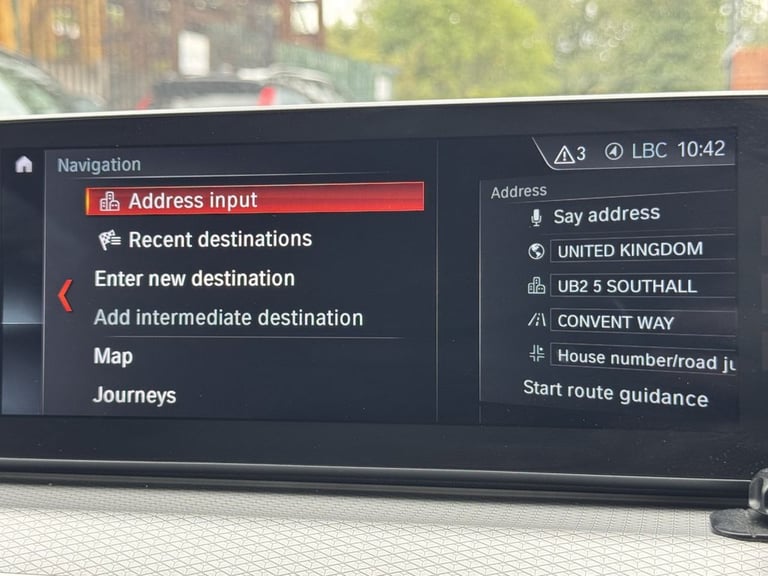 Navigation
Address input
Recent destinations
Enter new destination
Add intermediate destination
Map
Journeys
3 LBC 10:42
Address
Say address
UNITED KINGDOM
UB2 5 SOUTHALL
CONVENT WAY
House number/road ju
Start route guidance